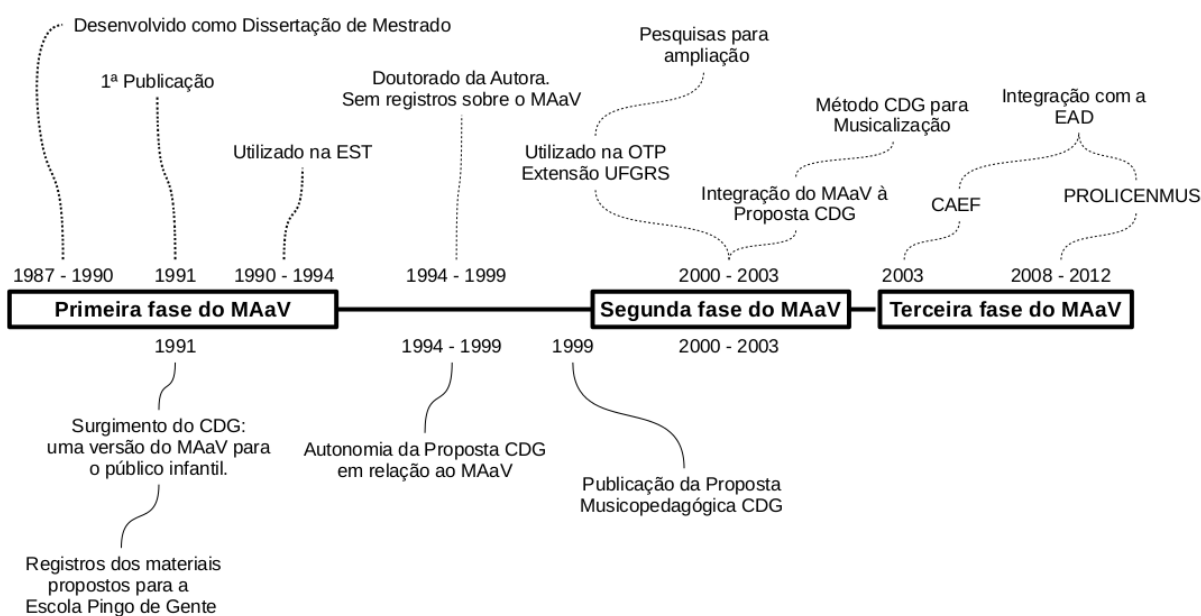 Desenvolvido como Dissertação de Mestrado
1ª Publicação
Utilizado na EST
Doutorado da Autora.
Sem registros sobre o MAaV
Pesquisas para
ampliação
Utilizado na OTP
Extensão UFGRS
Método CDG para
Musicalização
Integração do MAaV à
Proposta CDG
Integração com a
EAD
CAEF
PROLICENMUS
1987 - 1990
1991
1990 - 1994
1994 - 1999
2000 - 2003
2003
2008 - 2012
Primeira fase do MAaV
Segunda fase do MAaV
Terceira fase do MAaV
1991
1994 - 1999
1999
2000 - 2003
Surgimento do CDG:
uma versão do MAaV para
o público infantil.
Autonomia da Proposta CDG
em relação ao MAaV
Publicação da Proposta
Musicopedagógica CDG
Registros dos materiais
propostos para a
Escola Pingo de Gente